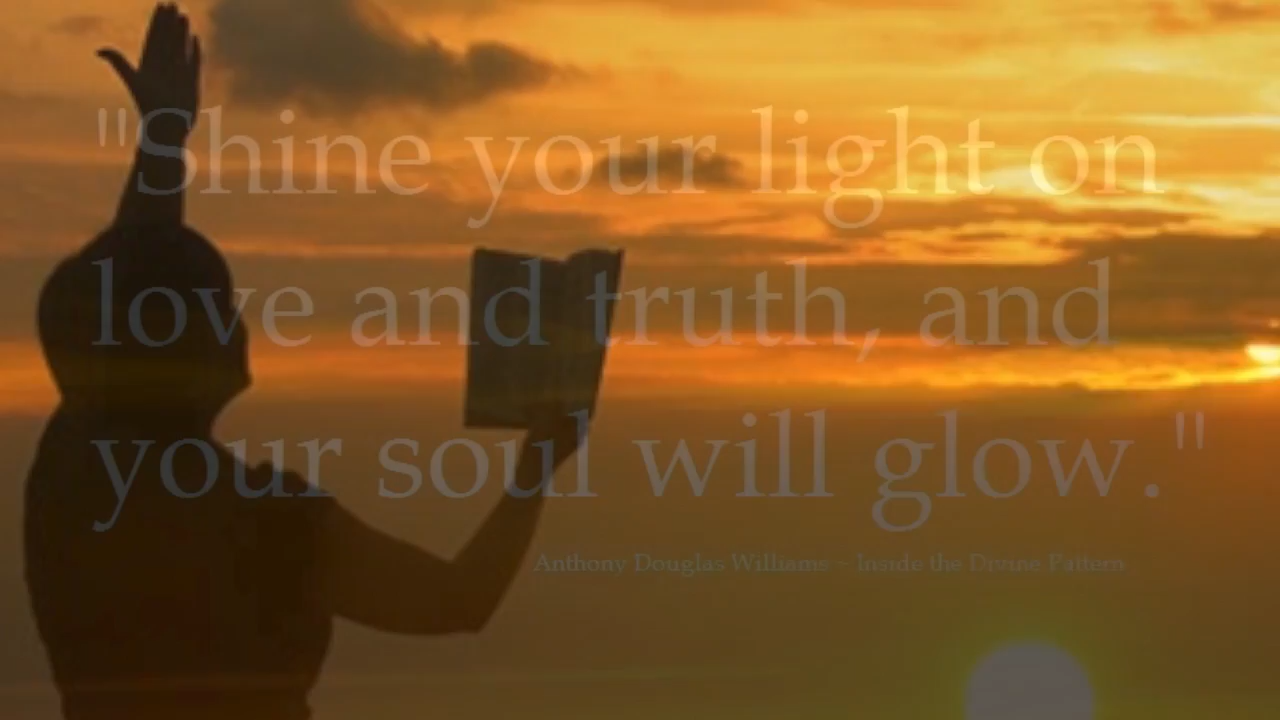 "Shine your light on
love and truth, and
your soul will glow."
Anthony Douglas Williams ~ Inside the Divine Pattern